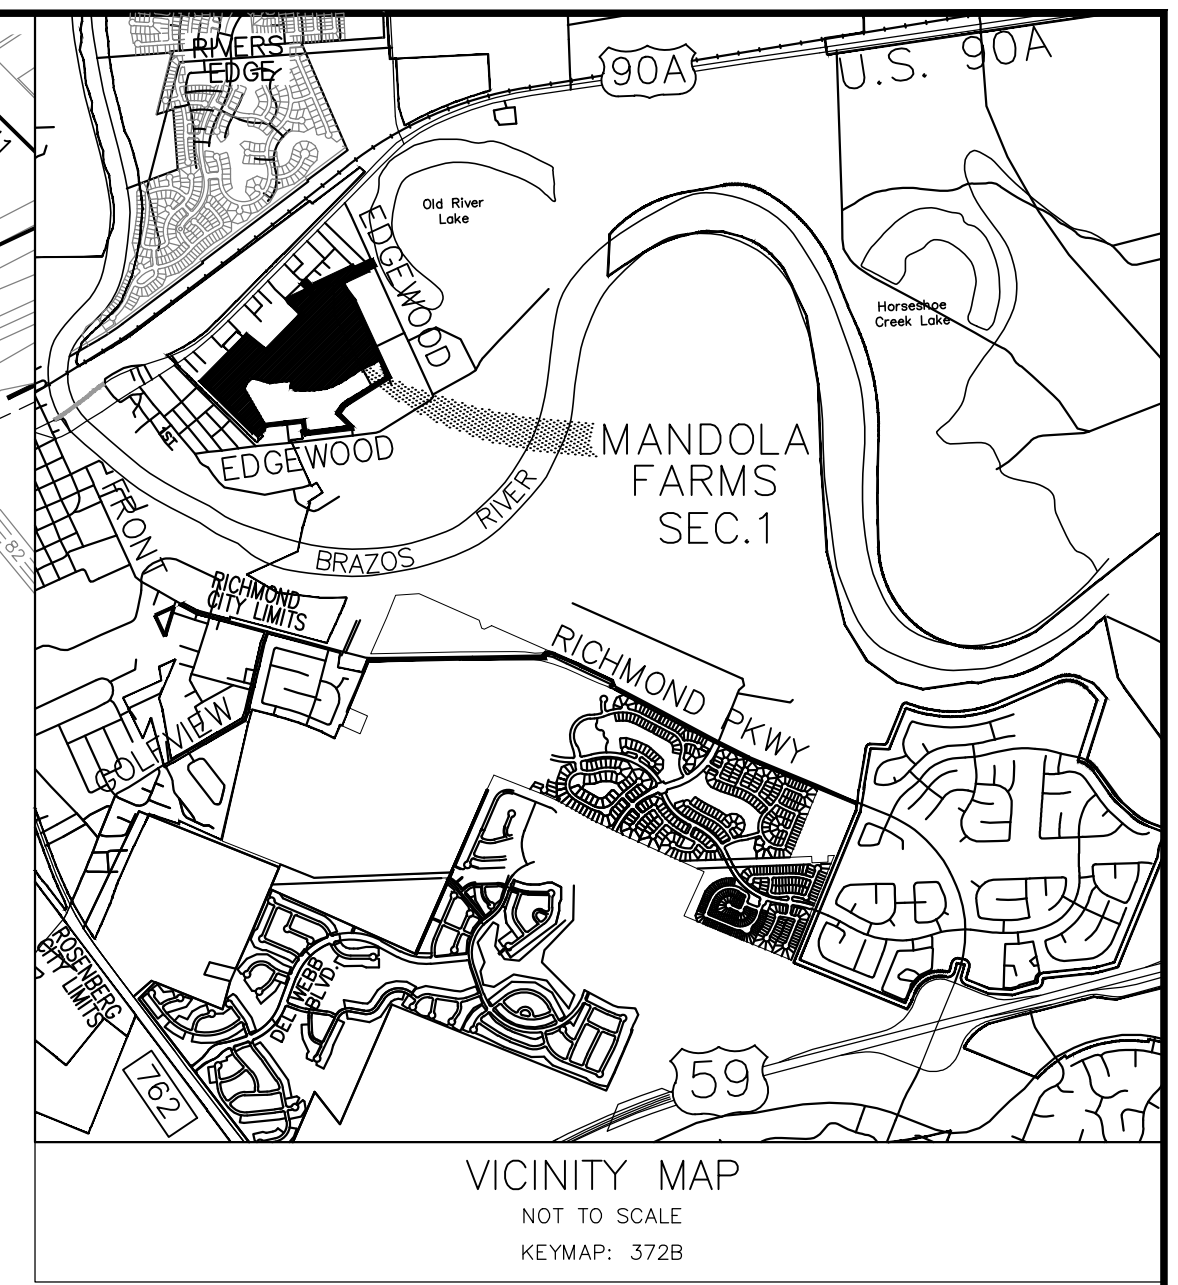 RIVERS
EDGE
90A
U.S. 90A
Old River
Lake
EDGEWOOD
Horseshoe
Creek Lake
1ST
EDGEWOOD
MANDOLA
FARMS
SEC.1
RIVER
BRAZOS
FRONT
82
RICHMOND
CITY LIMITS
RICHMOND PKWY
GOLFVIEW
ROSENBERG
CITY LIMITS
DEL WEBB
BLVD.
762
59
VICINITY MAP
NOT TO SCALE
KEYMAP: 372B